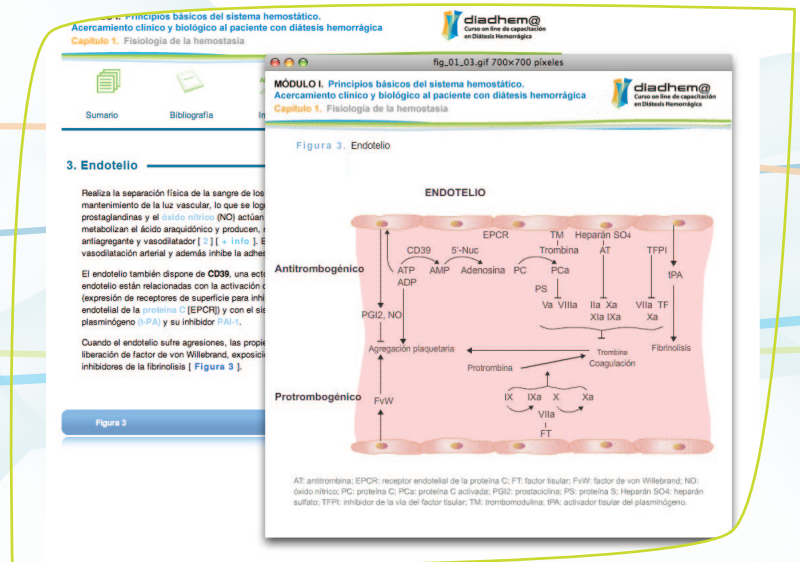 Principios básicos del sistema hemostático.
Acercamiento clínico y biológico al paciente con diátesis hemorrágica
Capítulo 1. Fisiología de la hemostasia
diadhem@
Curso on line de capacitación
en Diátesis Hemorrágica
Sumario
Bibliografía
3. Endotelio
Realiza la separación física de la sangre de los
mantenimiento de la luz vascular, lo que se
prostaglandinas y el óxido nítrico (NO) actúan
metabolizan el ácido araquidónico y producen,
antiagregante y vasodilatador [ 2 ] [ + info ].
vasodilatación arterial y además inhibe la
El endotelio también dispone de CD39, una
endotelio están relacionadas con la activación
(expresión de receptores de superficie para
endotelial de la proteína C [EPCR]) y con el
plasminógeno (t-PA) y su inhibidor PAI-1.
Cuando el endotelio sufre agresiones, las
liberación de factor de von Willebrand,
inhibidores de la fibrinolisis [ Figura 3 ].
Figura 3
fig_01_03.gif 700×700 píxeles
MÓDULO I. Principios básicos del sistema hemostático.
Acercamiento clínico y biológico al paciente con diátesis hemorrágica
Capítulo 1. Fisiología de la hemostasia
diadhem@
Curso on line de capacitación
en Diátesis Hemorrágica
Figura 3. Endotelio
ENDOTELIO
EPCR TM Heparán SO4
CD39 5'-Nuc Trombina AT TFPI
Antitrombogénico
ATP AMP Adenosina PC PCa tPA
ADP
PS
PGI2, NO Va VIIIa IIa Xa VIIa TF
XIa IXa Xa
Agregación plaquetaria Trombina Fibrinolisis
Coagulación
Protrombina
Protrombogénico FvW IX IXa X Xa
VIIa
FT
AT: antitrombina; EPCR: receptor endotelial de la proteína C; FT: factor tisular; FvW: factor de von Willebrand; NO:
óxido nítrico; PC: proteína C; PCa: proteína C activada; PGI2: prostaciclina; PS: proteína S; Heparán SO4: heparán
sulfato; TFPI: inhibidor de la vía del factor tisular; TM: trombomodulina; tPA: activador tisular del plasminógeno.